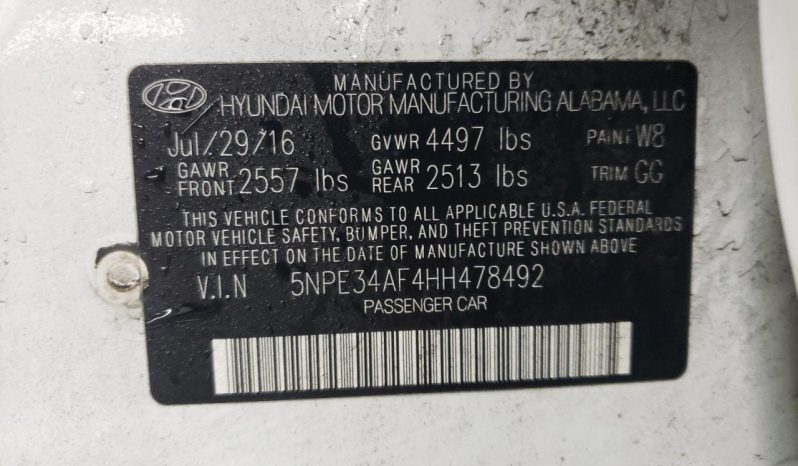 MANUFACTURED BY
HYUNDAI MOTOR MANUFACTURING ALABAMA, LLC
Jul/29/16 GVWR 4497 lbs PAINT W8
GAWR FRONT 2557 lbs GAWR REAR 2513 lbs TRIM GG
THIS VEHICLE CONFORMS TO ALL APPLICABLE U.S.A. FEDERAL
MOTOR VEHICLE SAFETY, BUMPER, AND THEFT PREVENTION STANDARDS
IN EFFECT ON THE DATE OF MANUFACTURE SHOWN ABOVE
V.I.N 5NPE34AF4HH478492
PASSENGER CAR